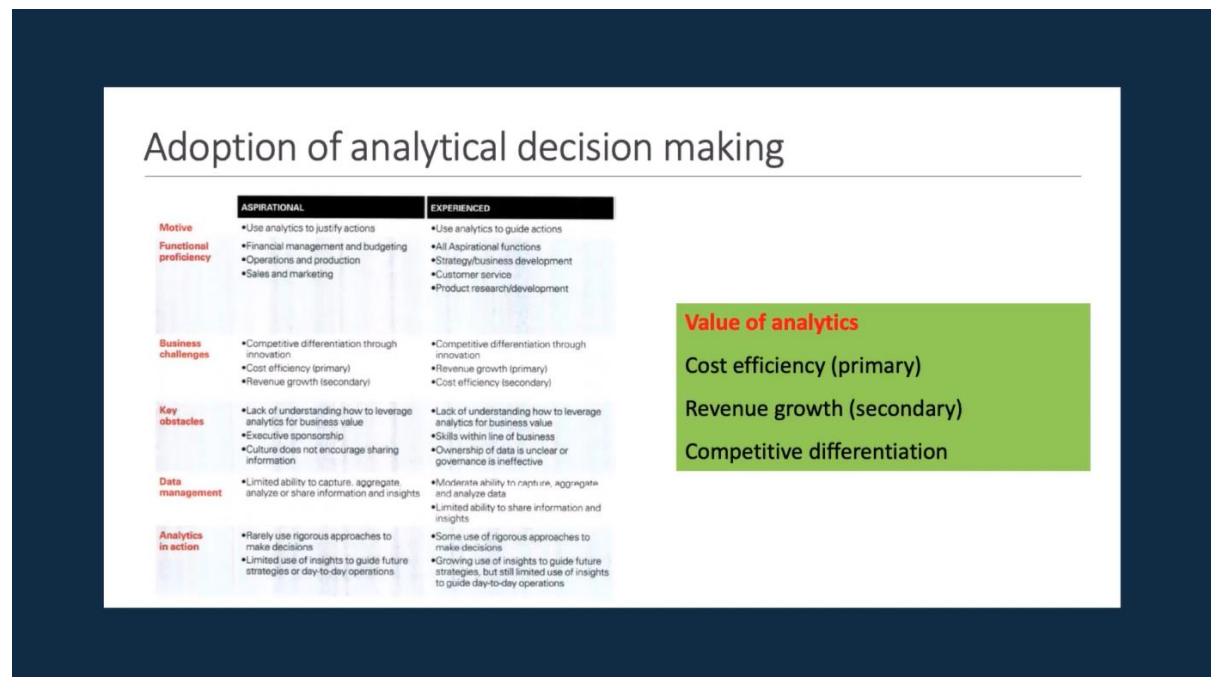 Adoption of analytical decision making
ASPIRATIONAL
EXPERIENCED
Motive
•Use analytics to justify actions
•Use analytics to guide actions
Functional
proficiency
•Financial management and budgeting
•Operations and production
•Sales and marketing
•All Aspirational functions
•Strategy/business development
•Customer service
•Product research/development
Business
challenges
•Competitive differentiation through
innovation
•Cost efficiency (primary)
•Revenue growth (secondary)
•Competitive differentiation through
innovation
•Revenue growth (primary)
•Cost efficiency (secondary)
Key
obstacles
•Lack of understanding how to leverage
analytics for business value
•Executive sponsorship
•Culture does not encourage sharing
information
•Lack of understanding how to leverage
analytics for business value
•Skills within line of business
•Ownership of data is unclear or
governance is ineffective
Data
management
•Limited ability to capture, aggregate,
analyze or share information and insights
•Moderate ability to capture, aggregate
and analyze data
•Limited ability to share information and
insights
Analytics
in action
•Rarely use rigorous approaches to
make decisions
•Limited use of insights to guide future
strategies or day-to-day operations
•Some use of rigorous approaches to
make decisions
•Growing use of insights to guide future
strategies, but still limited use of insights
to guide day-to-day operations
Value of analytics
Cost efficiency (primary)
Revenue growth (secondary)
Competitive differentiation